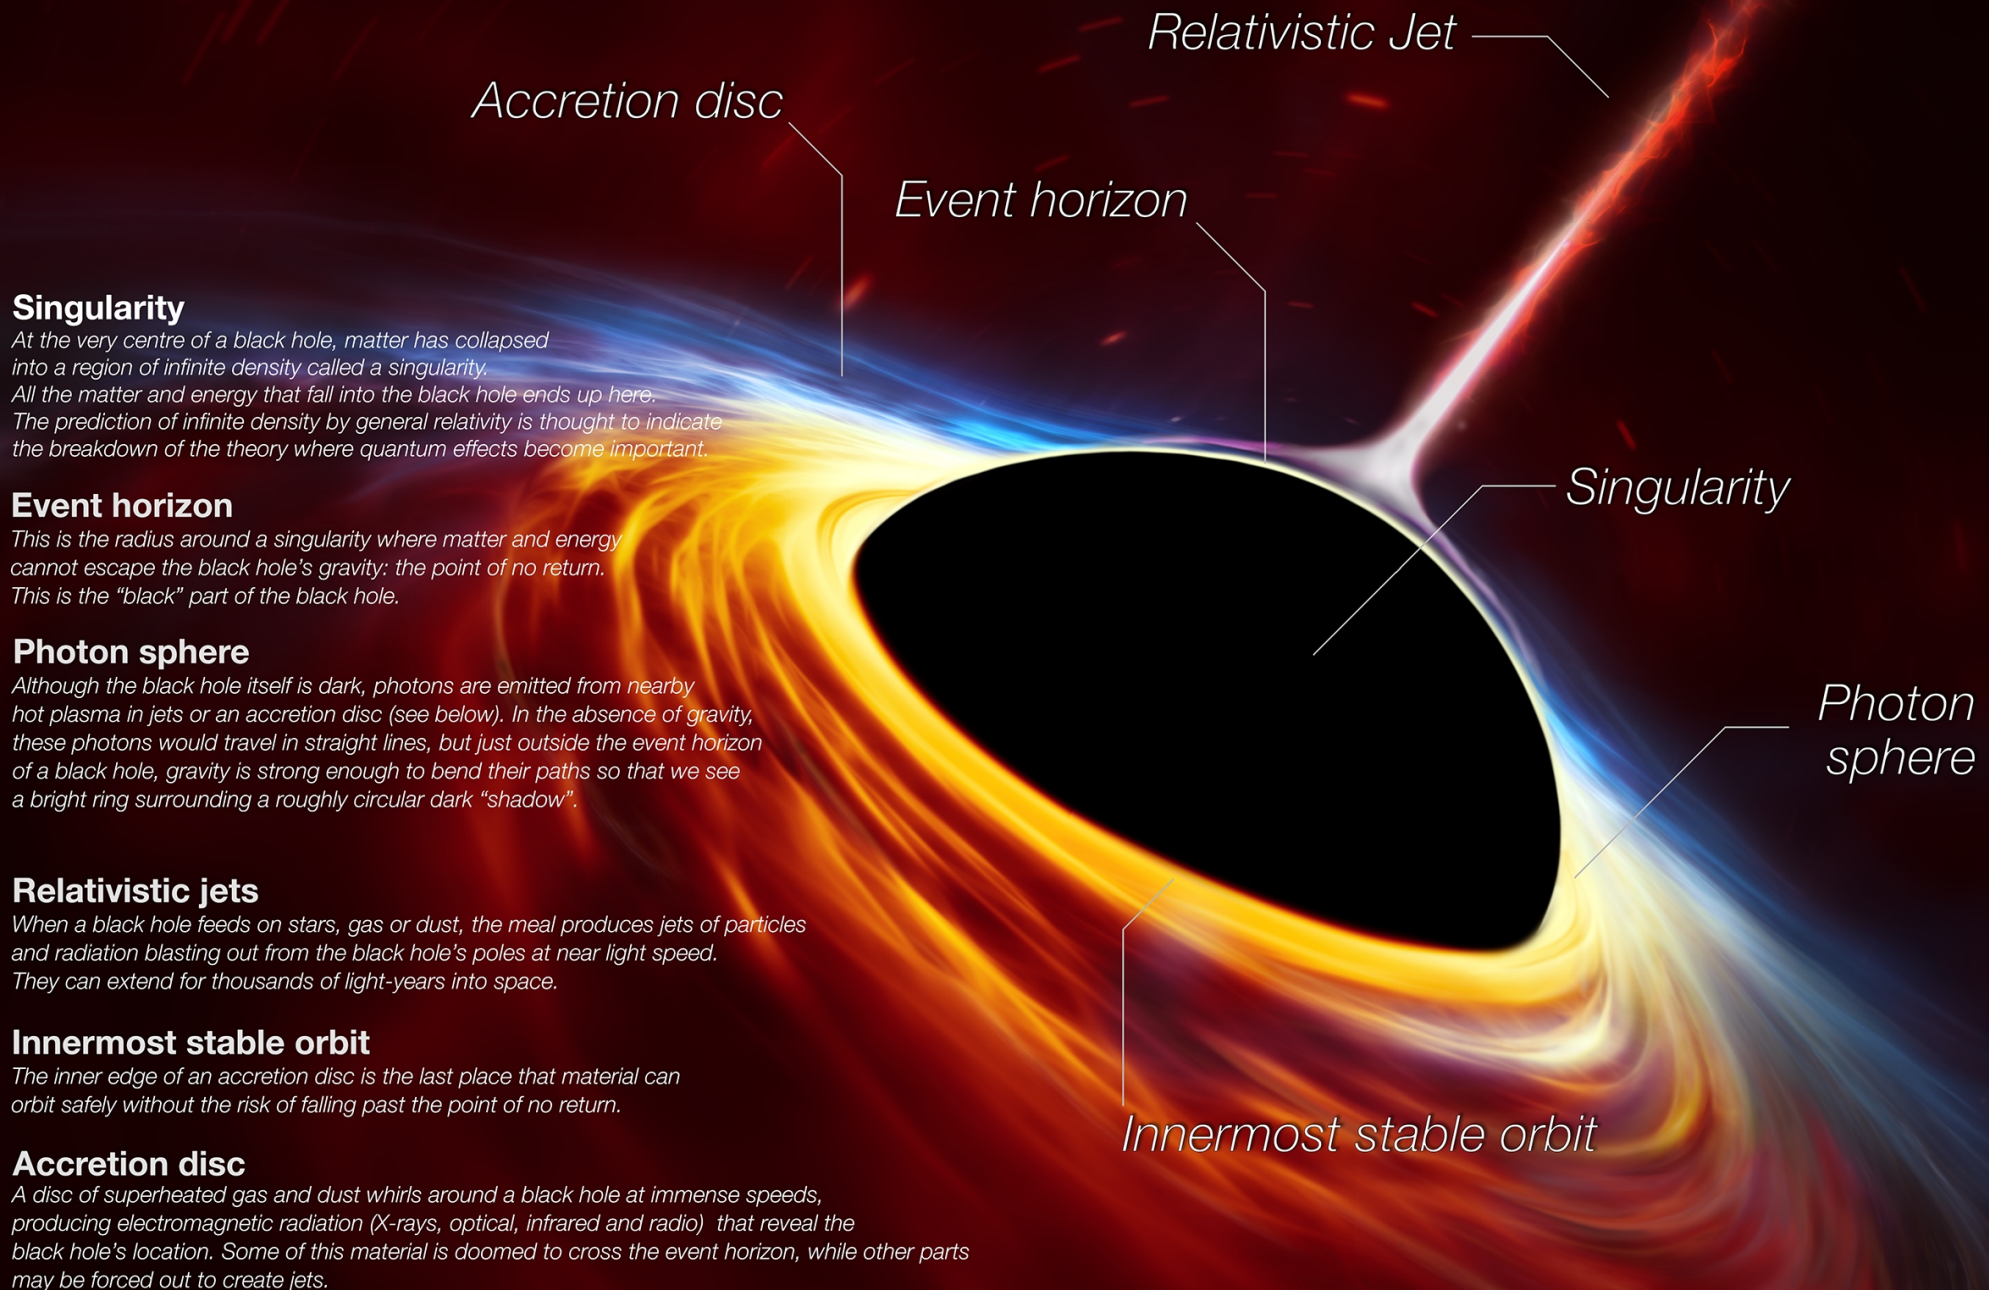 Relativistic Jet
Accretion disc
Event horizon
Singularity
At the very centre of a black hole, matter has collapsed
into a region of infinite density called a singularity.
All the matter and energy that fall into the black hole ends up here.
The prediction of infinite density by general relativity is thought to indicate
the breakdown of the theory where quantum effects become important.
Event horizon
This is the radius around a singularity where matter and energy
cannot escape the black hole’s gravity: the point of no return.
This is the “black” part of the black hole.
Photon sphere
Although the black hole itself is dark, photons are emitted from nearby
hot plasma in jets or an accretion disc (see below). In the absence of gravity,
these photons would travel in straight lines, but just outside the event horizon
of a black hole, gravity is strong enough to bend their paths so that we see
a bright ring surrounding a roughly circular dark “shadow”.
Relativistic jets
When a black hole feeds on stars, gas or dust, the meal produces jets of particles
and radiation blasting out from the black hole’s poles at near light speed.
They can extend for thousands of light-years into space.
Innermost stable orbit
The inner edge of an accretion disc is the last place that material can
orbit safely without the risk of falling past the point of no return.
Accretion disc
A disc of superheated gas and dust whirls around a black hole at immense speeds,
producing electromagnetic radiation (X-rays, optical, infrared and radio)  that reveal the
black hole’s location. Some of this material is doomed to cross the event horizon, while other parts
may be forced out to create jets.
Singularity
Photon
sphere
Innermost stable orbit